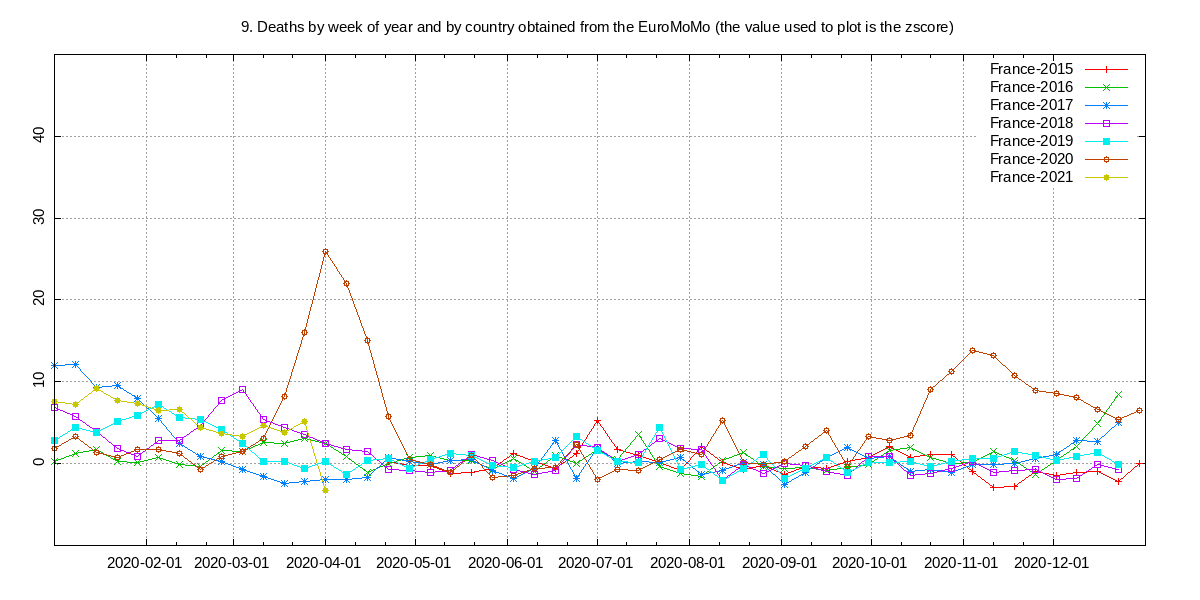 9. Deaths by week of year and by country obtained from the EuroMoMo (the value used to plot is the zscore)
France-2015
France-2016
France-2017
France-2018
France-2019
France-2020
France-2021
40
30
20
10
0
2020-02-01 2020-03-01 2020-04-01 2020-05-01 2020-06-01 2020-07-01 2020-08-01 2020-09-01 2020-10-01 2020-11-01 2020-12-01